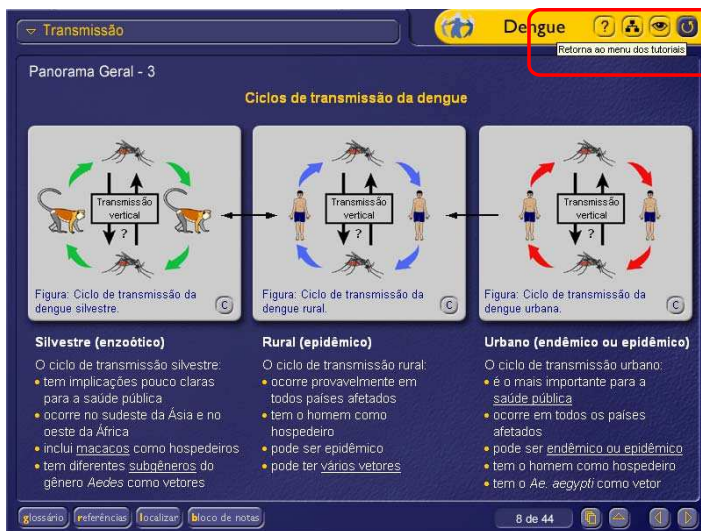 Transmissão
Dengue
?
Retorna ao menu dos tutoriais
Panorama Geral - 3
Ciclos de transmissão da dengue
Transmissão
vertical
?
Figura: Ciclo de transmissão da
dengue silvestre.
C
Transmissão
vertical
?
Figura: Ciclo de transmissão da
dengue rural.
C
Transmissão
vertical
?
Figura: Ciclo de transmissão da
dengue urbana.
C
Silvestre (enzoótico)
O ciclo de transmissão silvestre:
• tem implicações pouco claras
para a saúde pública
• ocorre no sudeste da Ásia e no
oeste da África
• inclui macacos como hospedeiros
• tem diferentes subgêneros do
gênero Aedes como vetores
Rural (epidêmico)
O ciclo de transmissão rural:
• ocorre provavelmente em
todos países afetados
• tem o homem como
hospedeiro
• pode ser epidêmico
• pode ter vários vetores
Urbano (endêmico ou epidêmico)
O ciclo de transmissão urbano:
• é o mais importante para a
saúde pública
• ocorre em todos os países
afetados
• pode ser endêmico ou epidêmico
• tem o homem como hospedeiro
• tem o Ae. aegypti como vetor
glossário
referências
localizar
bloco de notas
8 de 44